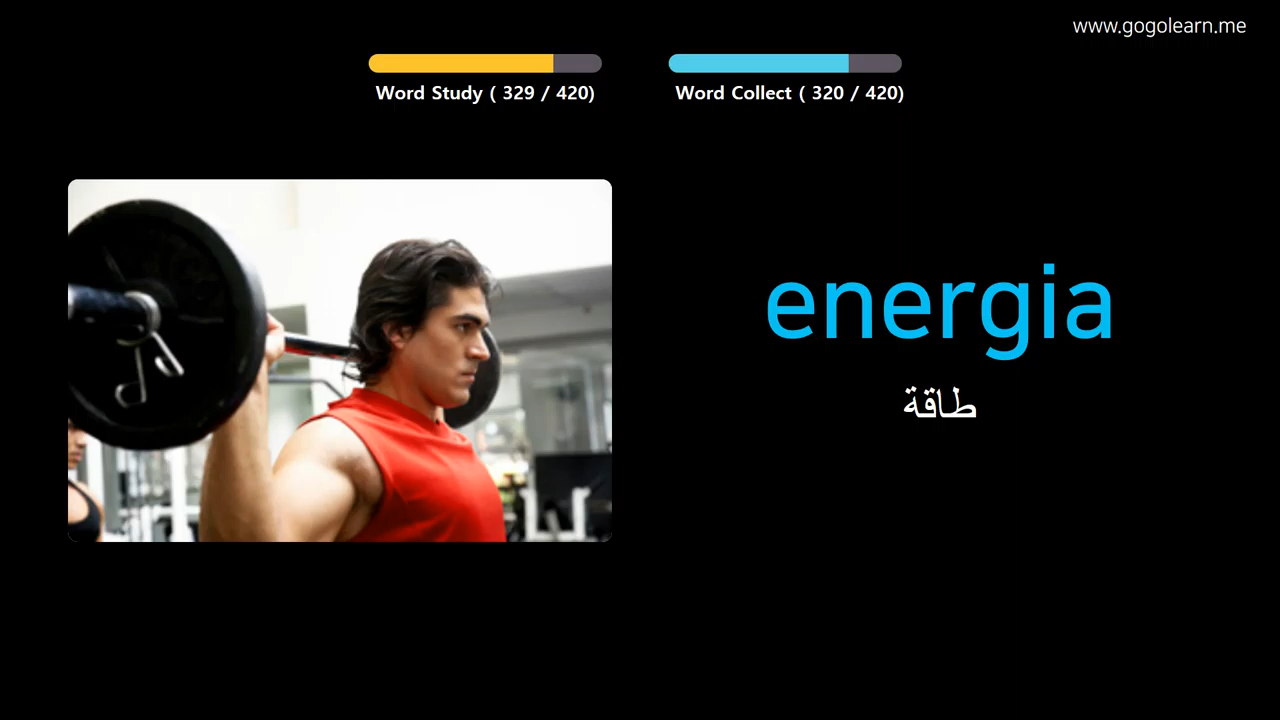 www.gogolearn.me
Word Study ( 329 / 420)
Word Collect ( 320 / 420)
energia
طاقة